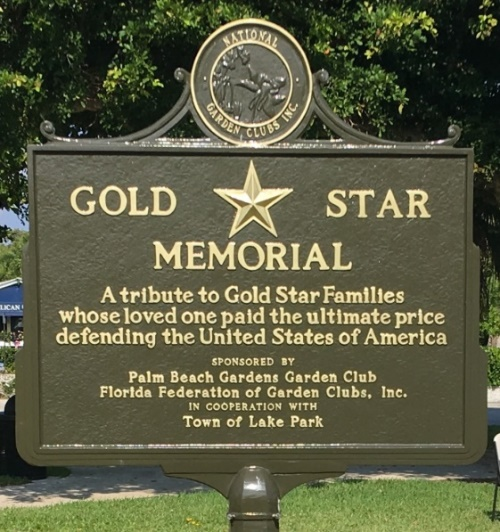 NATIONAL
GARDEN CLUBS INC.
GOLD STAR
MEMORIAL
A tribute to Gold Star Families
whose loved one paid the ultimate price
defending the United States of America
SPONSORED BY
Palm Beach Gardens Garden Club
Florida Federation of Garden Clubs, Inc.
IN COOPERATION WITH
Town of Lake Park